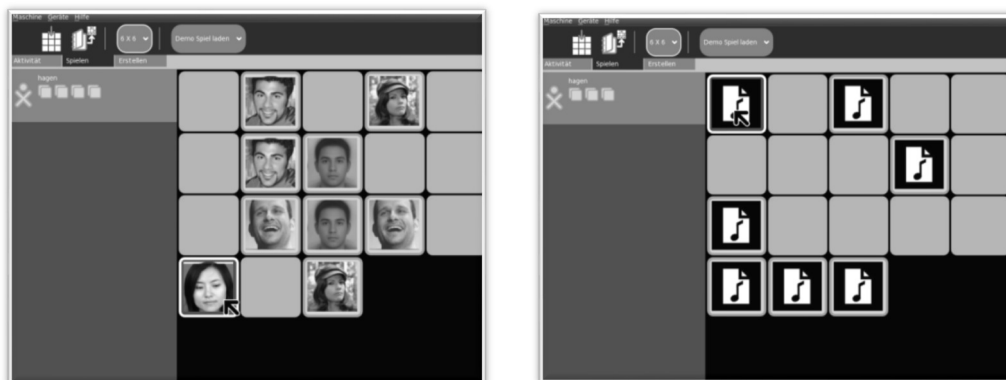 Maschine Geräte Hilfe
6 X 6
Demo Spiel laden
Aktivität
Spielen
Erstellen
hagen
Maschine Geräte Hilfe
6 X 6
Demo Spiel laden
Aktivität
Spielen
Erstellen
hagen